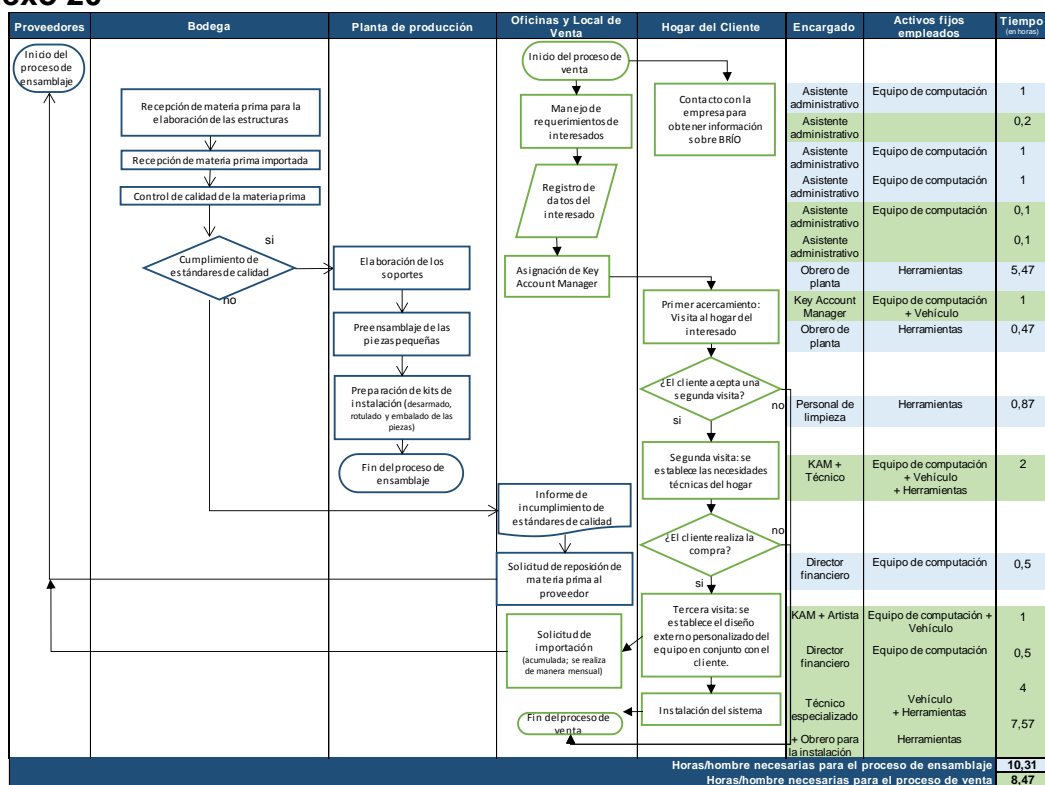 Proveedores
Bodega
Planta de producción
Oficinas y Local de
Venta
Hogar del Cliente
Encargado
Activos fijos
empleados
Tiempo
(en horas)
Inicio del
proceso de
ensamblaje
Recepción de materia prima para la
elaboración de las estructuras
Recepción de materia prima importada
Control de calidad de la materia prima
Cumplimiento de
estándares de calidad
si
no
Elaboración de los
soportes
Preensamblaje de las
piezas pequeñas
Preparación de kits de
instalación (desarmado,
rotulado y embalado de las
piezas)
Fin del proceso de
ensamblaje
Inicio del proceso de
venta
Manejo de
requerimientos de
interesados
Registro de
datos del
interesado
Asignación de Key
Account Manager
Informe de
incumplimiento de
estándares de calidad
Solicitud de reposición de
materia prima al
proveedor
Solicitud de
importación
(acumulada; se realiza
de manera mensual)
Fin del proceso de
venta
Contacto con la
empresa para
obtener información
sobre BRÍO
Primer acercamiento:
Visita al hogar del
interesado
¿El cliente acepta una
segunda visita?
no
si
Segunda visita: se
establece las necesidades
técnicas del hogar
¿El cliente realiza la
compra?
no
si
Tercera visita: se
establece el diseño
externo personalizado del
equipo en conjunto con el
cliente.
Instalación del sistema
Asistente
administrativo
Equipo de computación
1
Asistente
administrativo
0,2
Asistente
administrativo
Equipo de computación
1
Asistente
administrativo
Equipo de computación
1
Asistente
administrativo
Equipo de computación
0,1
Asistente
administrativo
0,1
Obrero de
planta
Herramientas
5,47
Key Account
Manager
Equipo de computación
+ Vehículo
1
Obrero de
planta
Herramientas
0,47
Personal de
limpieza
Herramientas
0,87
KAM +
Técnico
Equipo de computación
+ Vehículo
+ Herramientas
2
Director
financiero
Equipo de computación
0,5
KAM + Artista
Equipo de computación +
Vehículo
1
Director
financiero
Equipo de computación
0,5
4
Técnico
especializado
Vehículo
+ Herramientas
7,57
+ Obrero para
la instalación
Herramientas
Horas/hombre necesarias para el proceso de ensamblaje
10,31
Horas/hombre necesarias para el proceso de venta
8,47